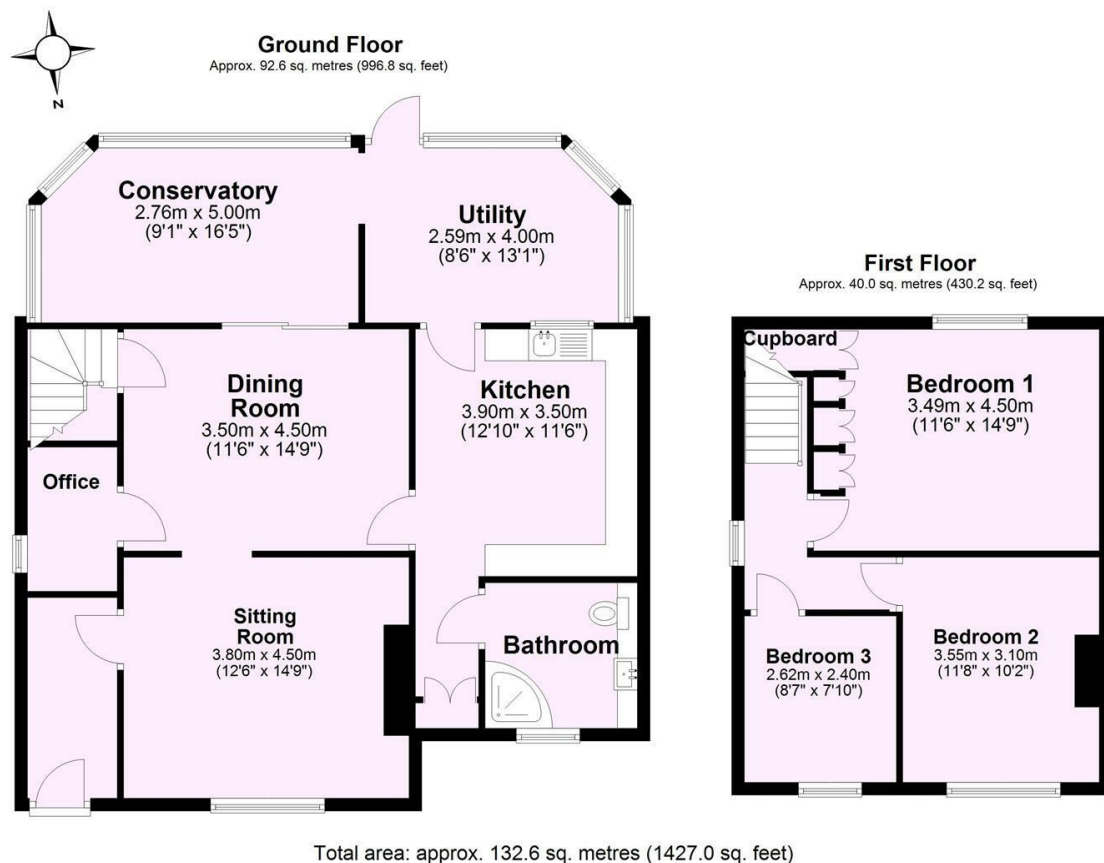 N
Ground Floor
Approx. 92.6 sq. metres (996.8 sq. feet)
Conservatory
2.76m x 5.00m
(9'1" x 16'5")
Utility
2.59m x 4.00m
(8'6" x 13'1")
Dining
Room
3.50m x 4.50m
(11'6" x 14'9")
Kitchen
3.90m x 3.50m
(12'10" x 11'6")
Office
Sitting
Room
3.80m x 4.50m
(12'6" x 14'9")
Bathroom
First Floor
Approx. 40.0 sq. metres (430.2 sq. feet)
Cupboard
Bedroom 1
3.49m x 4.50m
(11'6" x 14'9")
Bedroom 2
3.55m x 3.10m
(11'8" x 10'2")
Bedroom 3
2.62m x 2.40m
(8'7" x 7'10")
Total area: approx. 132.6 sq. metres (1427.0 sq. feet)